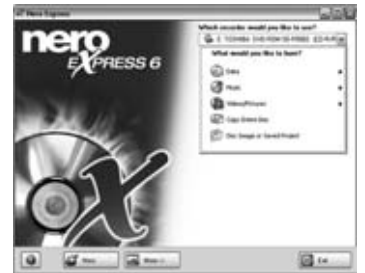 Nero Express
Which recorder would you like to use?
nero
EXPRESS 6
What would you like to burn?
Data
Music
Videos/Pictures
Copy Entire Disc
Disc Image or Saved Project
Nero
More >>
Exit